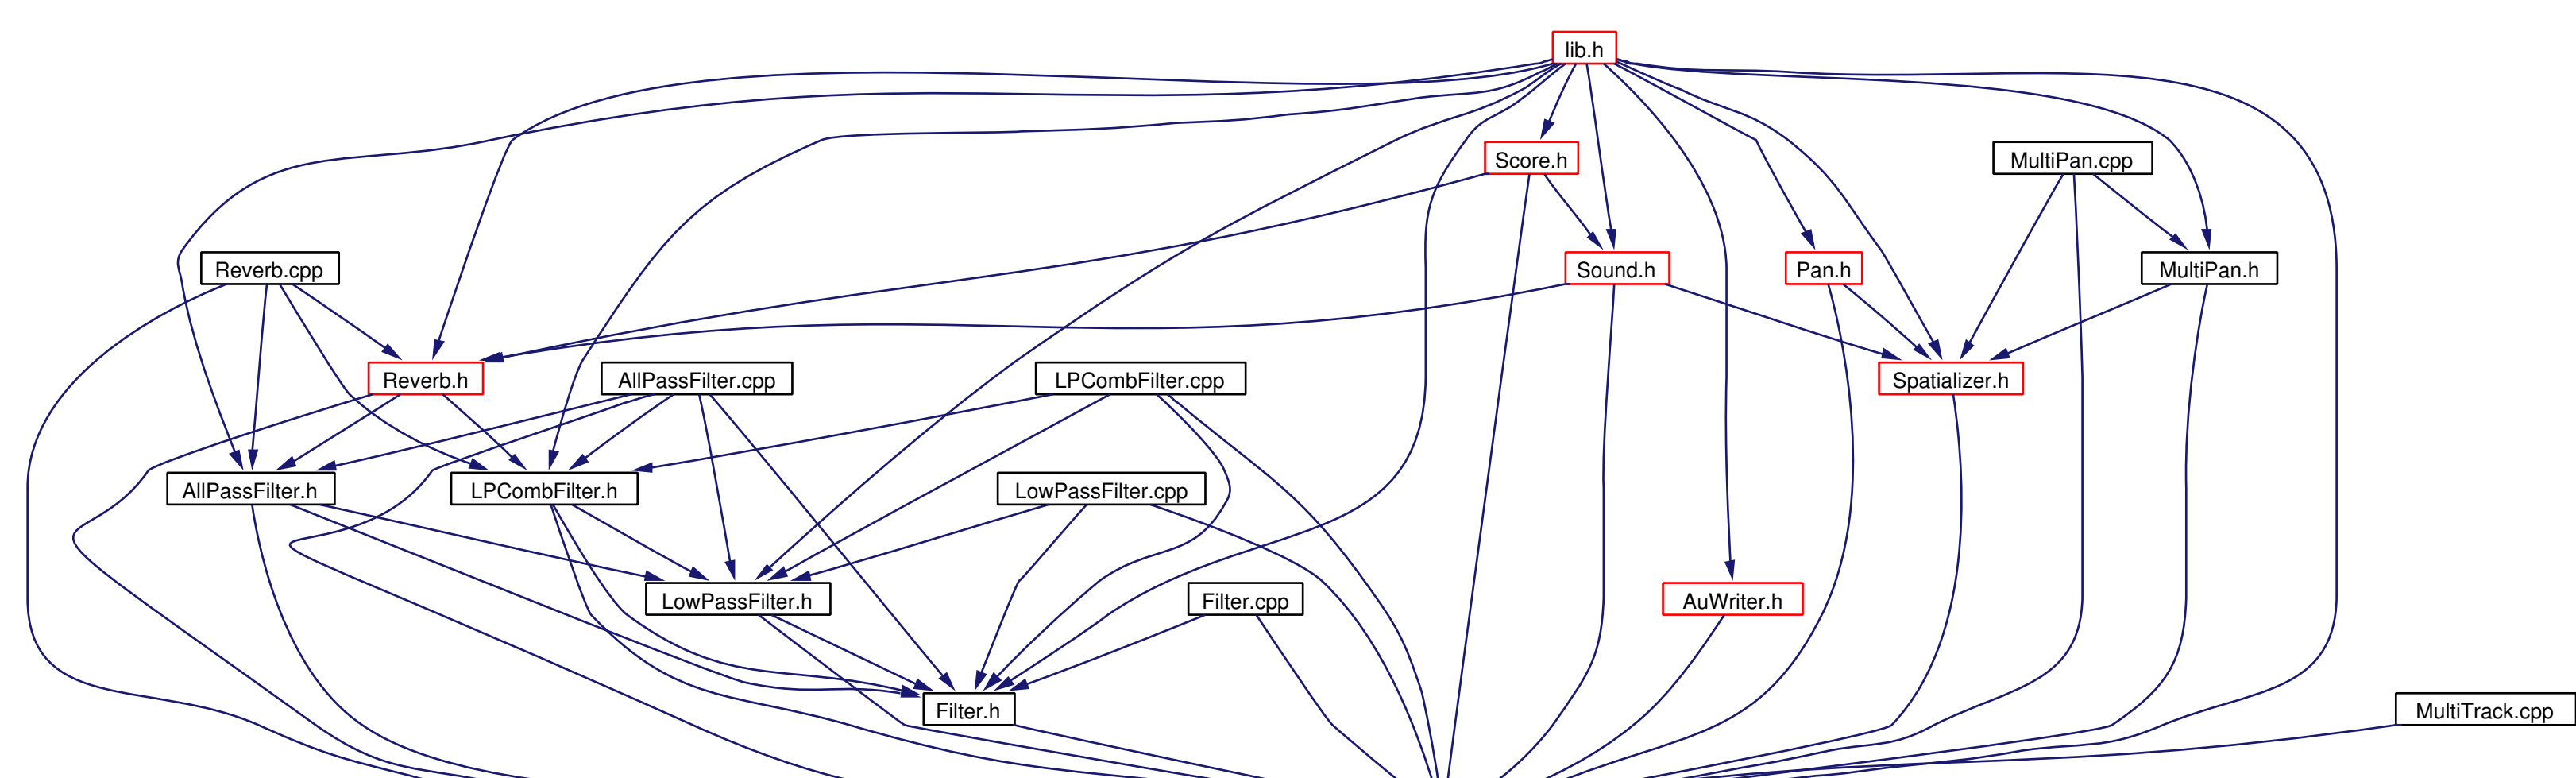 lib.h
Score.h
MultiPan.cpp
Reverb.cpp
Sound.h
Pan.h
MultiPan.h
Reverb.h
AllPassFilter.cpp
LPCombFilter.cpp
Spatializer.h
AllPassFilter.h
LPCombFilter.h
LowPassFilter.cpp
LowPassFilter.h
Filter.cpp
AuWriter.h
Filter.h
MultiTrack.cpp